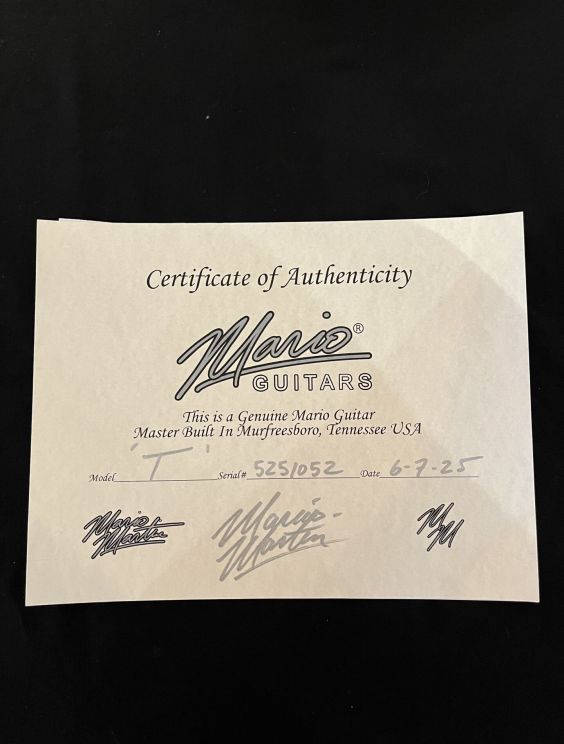 Certificate of Authenticity
Mario®
GUITARS
This is a Genuine Mario Guitar
Master Built In Murfreesboro, Tennessee USA
Model 'T' Serial# 5251052 Date 6-7-25
Mario Martin Mario Martin MM